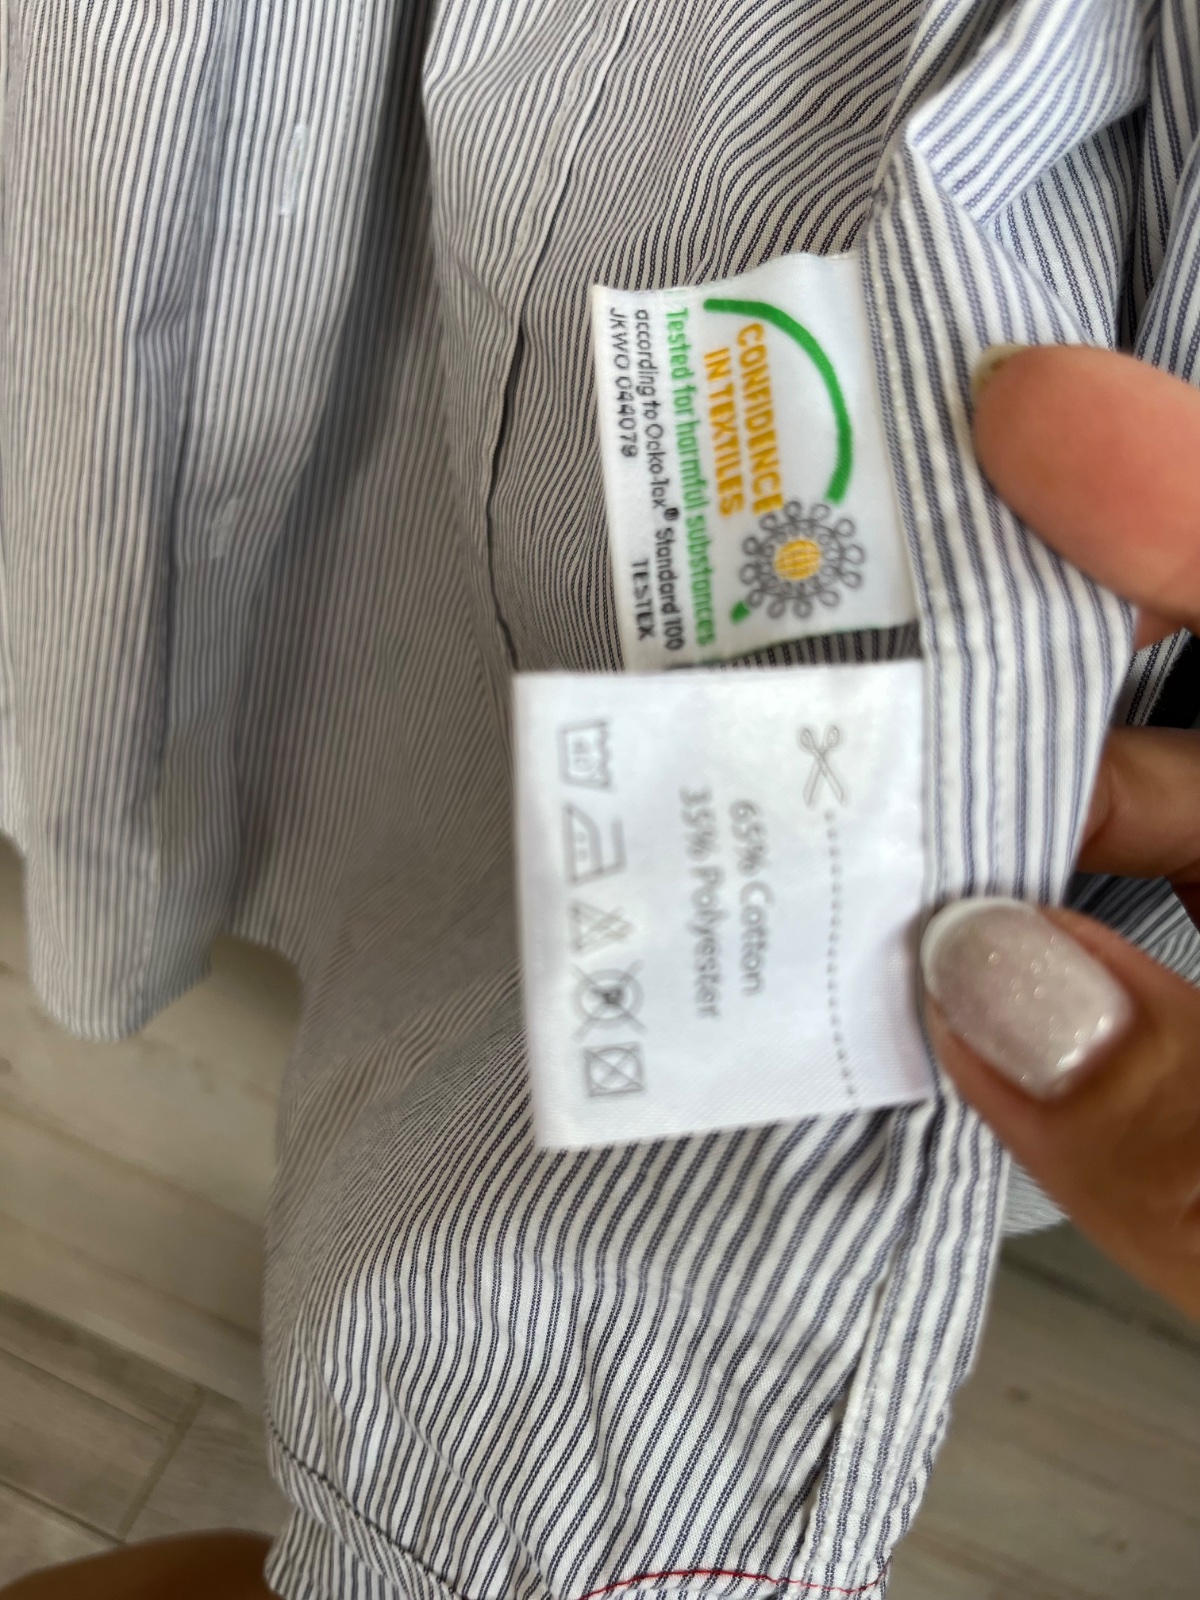 CONFIDENCE
IN TEXTILES
Tested for harmful substances
according to Oeko-Tex® Standard 100
JKWO 044079 TESTEX
65% Cotton
35% Polyester
40
P